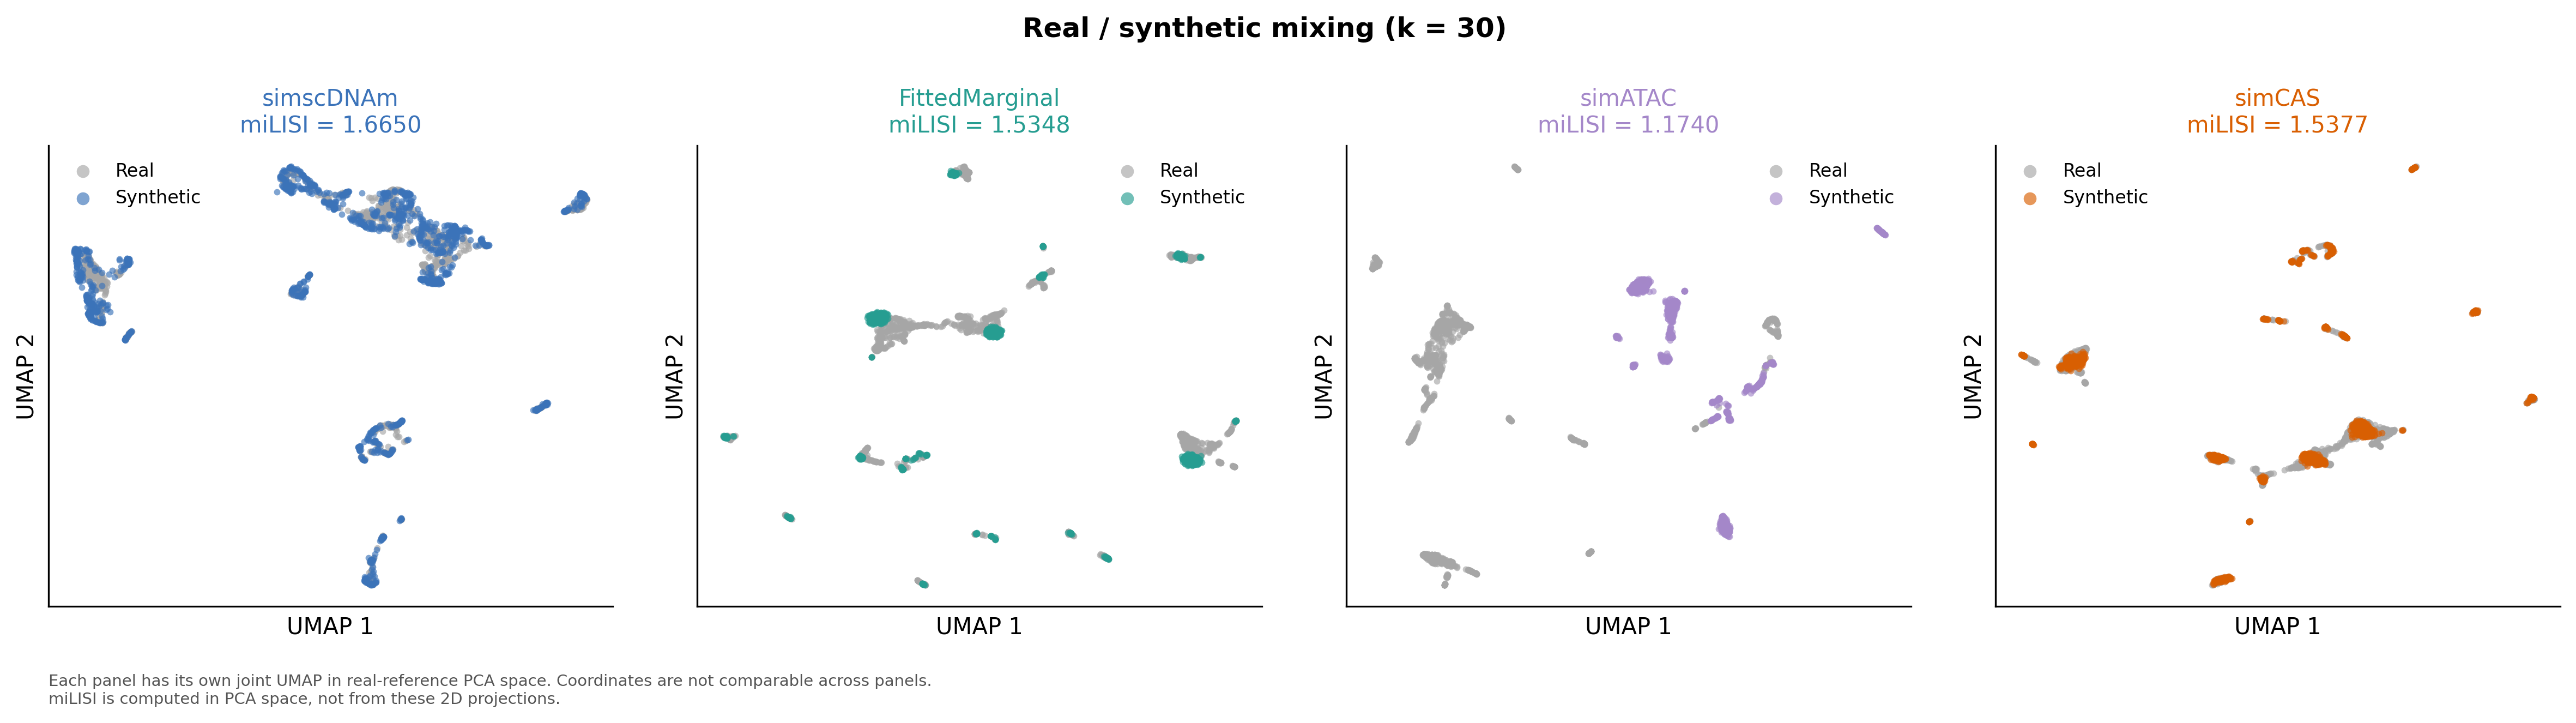 Real / synthetic mixing (k = 30)
simscDNAm
miLISI = 1.6650
Real
Synthetic
UMAP 2
UMAP 1
FittedMarginal
miLISI = 1.5348
Real
Synthetic
UMAP 2
UMAP 1
simATAC
miLISI = 1.1740
Real
Synthetic
UMAP 2
UMAP 1
simCAS
miLISI = 1.5377
Real
Synthetic
UMAP 2
UMAP 1
Each panel has its own joint UMAP in real-reference PCA space. Coordinates are not comparable across panels.
miLISI is computed in PCA space, not from these 2D projections.